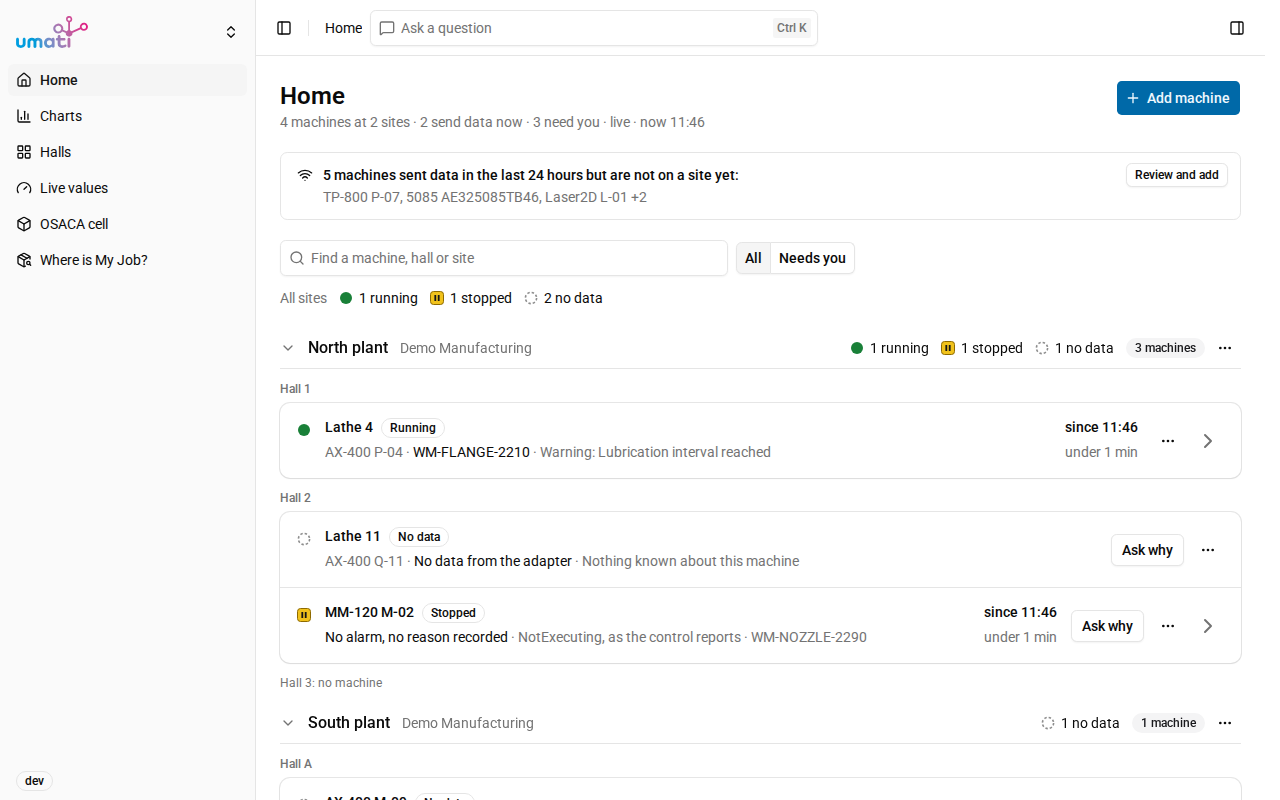 umati
Home
Ask a question
Ctrl K
Home
Charts
Halls
Live values
OSACA cell
Where is My Job?
dev
Home
Add machine
4 machines at 2 sites · 2 send data now · 3 need you · live · now 11:46
5 machines sent data in the last 24 hours but are not on a site yet:
Review and add
TP-800 P-07, 5085 AE325085TB46, Laser2D L-01 +2
Find a machine, hall or site
All
Needs you
All sites 1 running 1 stopped 2 no data
North plant Demo Manufacturing 1 running 1 stopped 1 no data 3 machines
Hall 1
Lathe 4 Running since 11:46
AX-400 P-04 · WM-FLANGE-2210 · Warning: Lubrication interval reached under 1 min
Hall 2
Lathe 11 No data
AX-400 Q-11 · No data from the adapter · Nothing known about this machine
Ask why
MM-120 M-02 Stopped since 11:46
No alarm, no reason recorded · NotExecuting, as the control reports · WM-NOZZLE-2290 under 1 min
Ask why
Hall 3: no machine
South plant Demo Manufacturing 1 no data 1 machine
Hall A